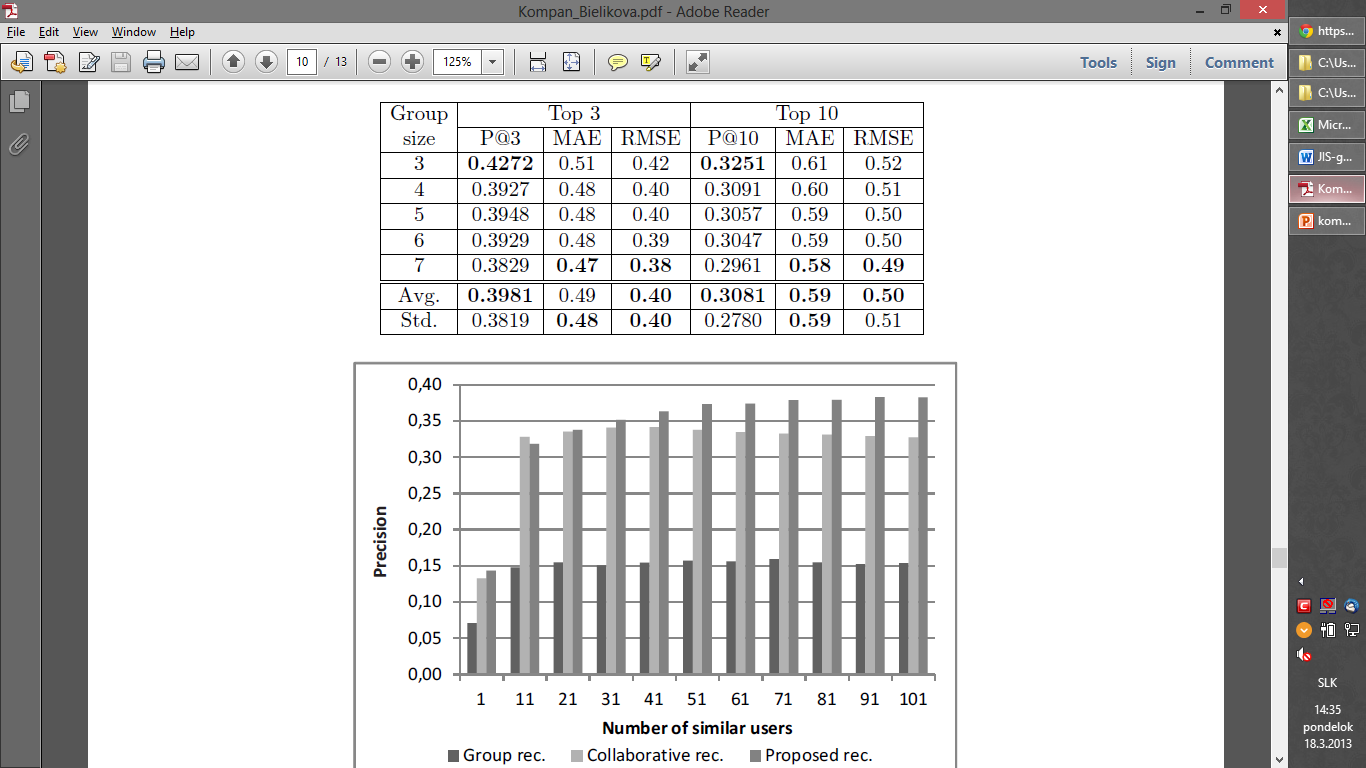 Kompan_Bielikova.pdf - Adobe Reader
File Edit View Window Help
10 / 13 125% Tools Sign Comment
Group Top 3 Top 10
size P@3 MAE RMSE P@10 MAE RMSE
3 0.4272 0.51 0.42 0.3251 0.61 0.52
4 0.3927 0.48 0.40 0.3091 0.60 0.51
5 0.3948 0.48 0.40 0.3057 0.59 0.50
6 0.3929 0.48 0.39 0.3047 0.59 0.50
7 0.3829 0.47 0.38 0.2961 0.58 0.49
Avg. 0.3981 0.49 0.40 0.3081 0.59 0.50
Std. 0.3819 0.48 0.40 0.2780 0.59 0.51
0,40
0,35
0,30
0,25
0,20
0,15
0,10
0,05
0,00
Precision
1 11 21 31 41 51 61 71 81 91 101
Number of similar users
Group rec. Collaborative rec. Proposed rec.
https...
C:\Us...
C:\Us...
Micr...
JIS-g...
Kom...
kom...
SLK
14:35
pondelok
18.3.2013